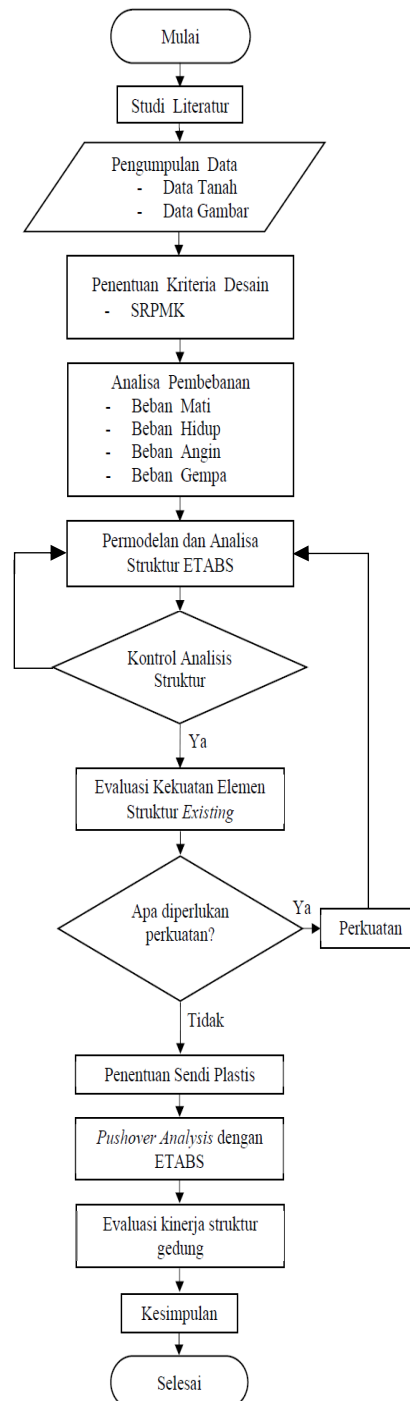 Mulai
Studi Literatur
Pengumpulan Data
- Data Tanah
- Data Gambar
Penentuan Kriteria Desain
- SRPMK
Analisa Pembebanan
- Beban Mati
- Beban Hidup
- Beban Angin
- Beban Gempa
Permodelan dan Analisa
Struktur ETABS
Kontrol Analisis
Struktur
Ya
Evaluasi Kekuatan Elemen
Struktur Existing
Apa diperlukan
perkuatan?
Ya
Perkuatan
Tidak
Penentuan Sendi Plastis
Pushover Analysis dengan
ETABS
Evaluasi kinerja struktur
gedung
Kesimpulan
Selesai